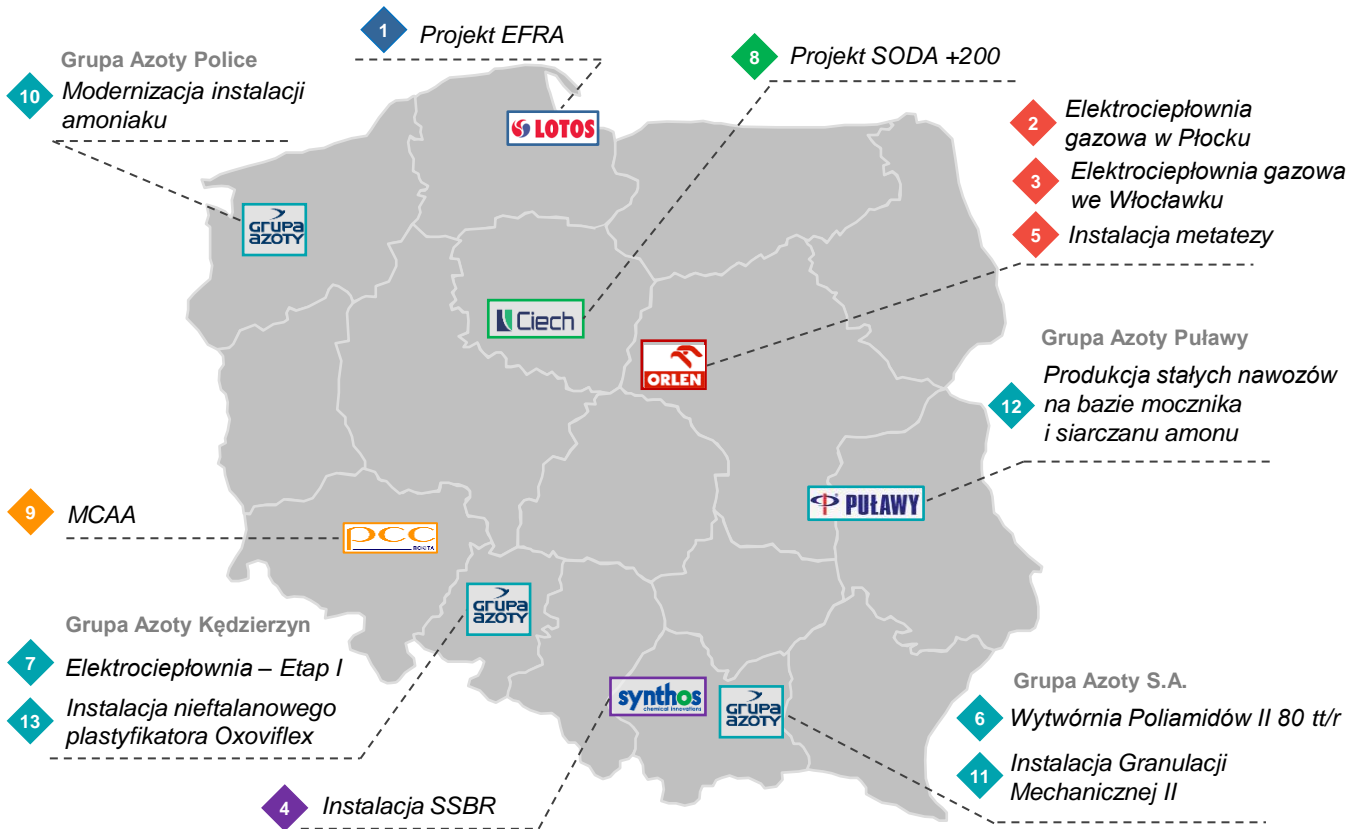 1
Projekt EFRA
8
Projekt SODA +200
Grupa Azoty Police
10
Modernizacja instalacji
amoniaku
LOTOS
2
Elektrociepłownia
gazowa w Płocku
3
Elektrociepłownia gazowa
we Włocławku
5
Instalacja metatezy
GRUPA
AZOTY
Ciech
ORLEN
Grupa Azoty Puławy
12
Produkcja stałych nawozów
na bazie mocznika
i siarczanu amonu
PUŁAWY
9
MCAA
PCC
ROKITA
GRUPA
AZOTY
Grupa Azoty Kędzierzyn
7
Elektrociepłownia – Etap I
13
Instalacja nieftalanowego
plastyfikatora Oxoviflex
synthos
chemical innovations
GRUPA
AZOTY
Grupa Azoty S.A.
6
Wytwórnia Poliamidów II 80 tt/r
11
Instalacja Granulacji
Mechanicznej II
4
Instalacja SSBR